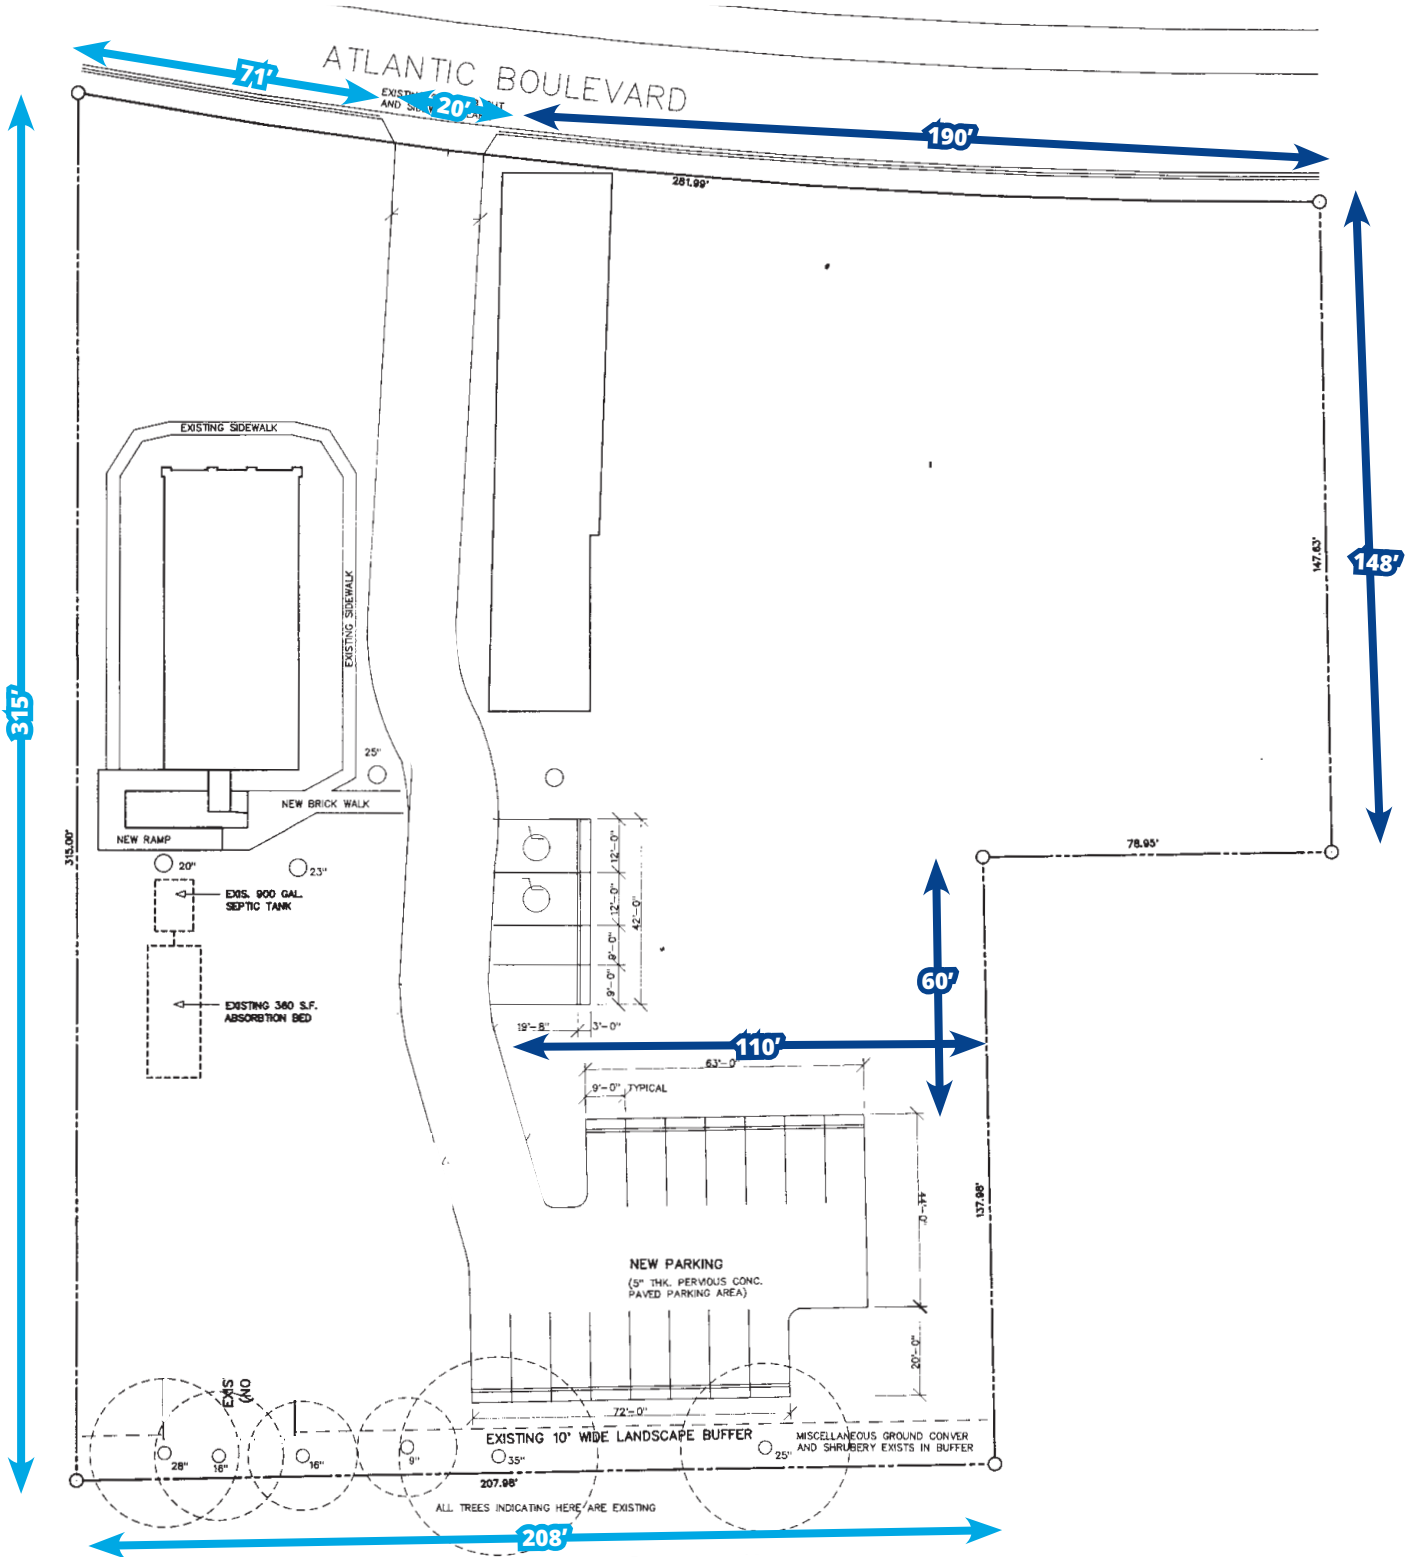 ATLANTIC BOULEVARD
71'
20'
190'
281.99'
315'
EXISTING SIDEWALK
EXISTING SIDEWALK
147.63'
148'
25"
NEW BRICK WALK
NEW RAMP
315.00'
20"
23"
EXIS. 900 GAL.
SEPTIC TANK
EXISTING 360 S.F.
ABSORBTION BED
12'-0"
12'-0"
9'-0"
9'-0"
42'-0"
19'-8"
3'-0"
78.95'
60'
110'
63'-0"
9'-0" TYPICAL
137.98'
44'-0"
20'-0"
NEW PARKING
(5" THK. PERVIOUS CONC.
PAVED PARKING AREA)
EXIS
(NO
72'-0"
EXISTING 10' WIDE LANDSCAPE BUFFER
MISCELLANEOUS GROUND CONVER
AND SHRUBERY EXISTS IN BUFFER
28"
16"
16"
9"
35"
25"
207.98'
ALL TREES INDICATING HERE ARE EXISTING
208'